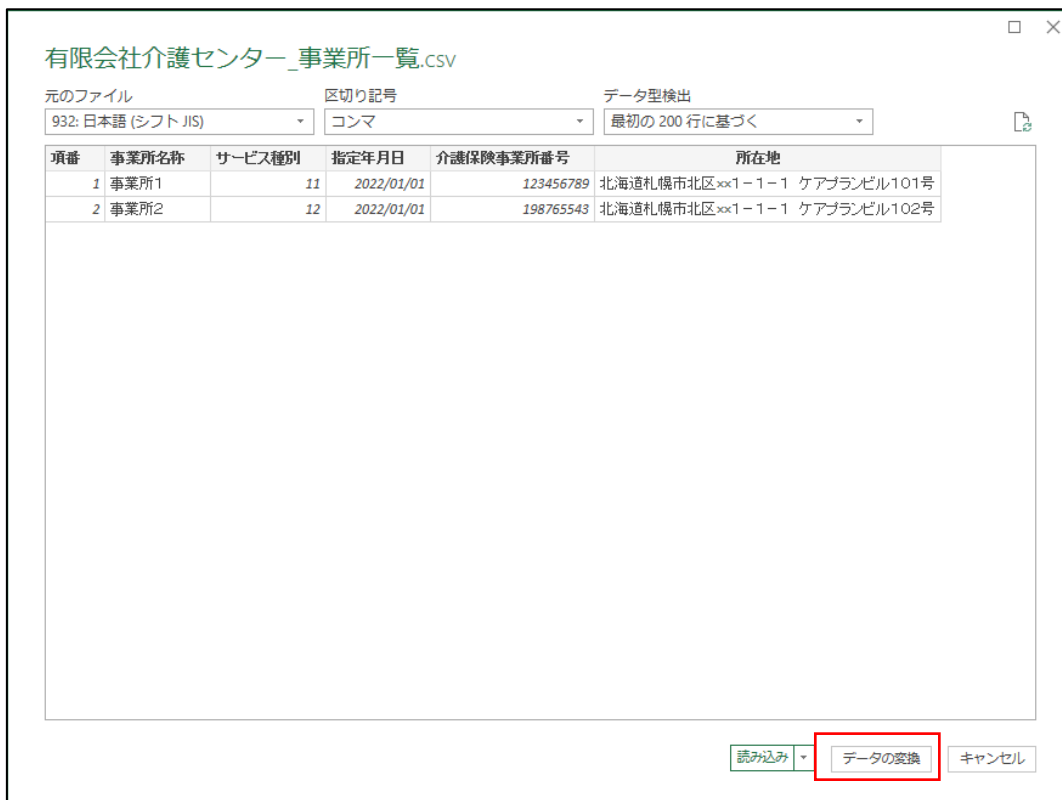 有限会社介護センター_事業所一覧.csv
元のファイル 区切り記号 データ型検出
932: 日本語 (シフト JIS) コンマ 最初の 200 行に基づく
項番 事業所名称 サービス種別 指定年月日 介護保険事業所番号 所在地
1 事業所1 11 2022/01/01 123456789 北海道札幌市北区××1-1-1 ケアプランビル101号
2 事業所2 12 2022/01/01 198765543 北海道札幌市北区××1-1-1 ケアプランビル102号
読み込み データの変換 キャンセル